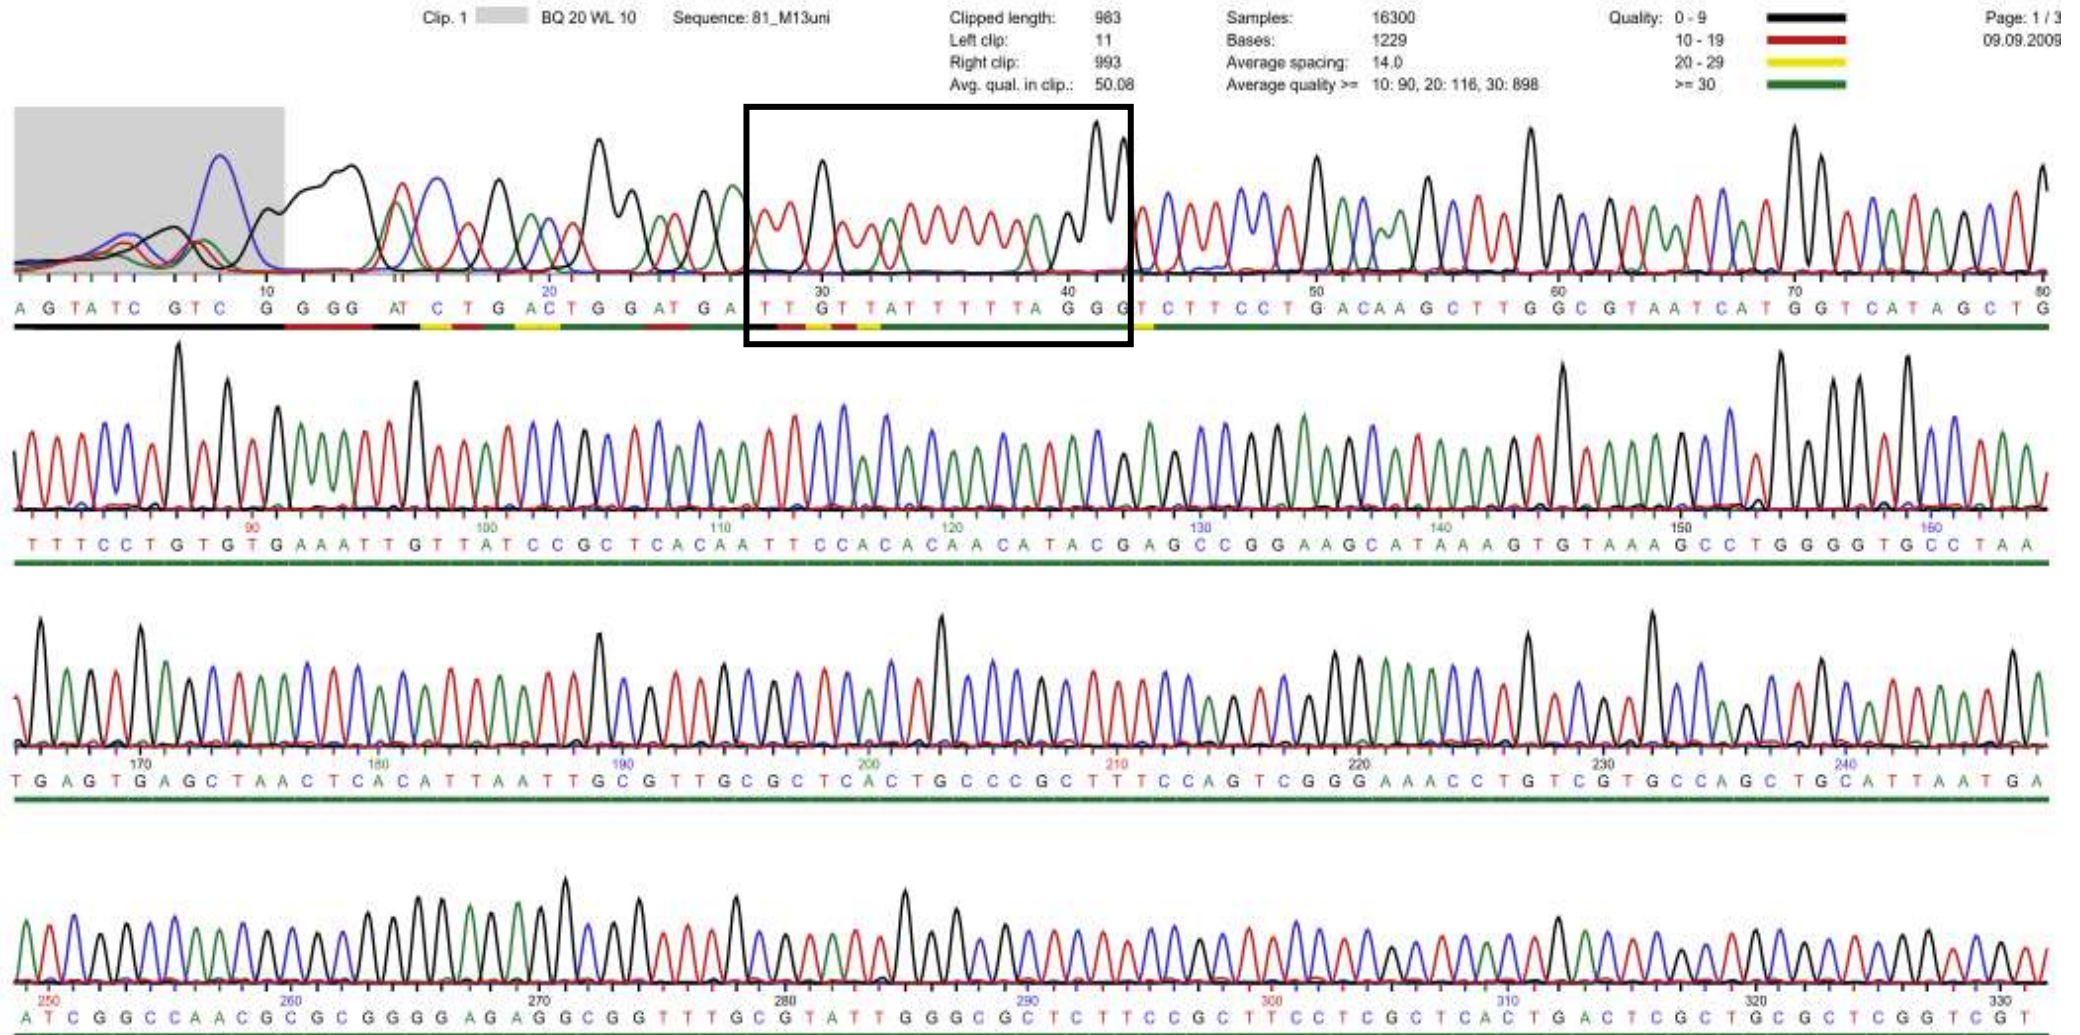 Clip. 1 BQ 20 WL 10 Sequence: 81_M13uni Clipped length: 983 Samples: 16300 Quality: 0 - 9 Page: 1 / 3
Left clip: 11 Bases: 1229 10 - 19 09.09.2009
Right clip: 993 Average spacing: 14.0 20 - 29
Avg. qual. in clip.: 50.08 Average quality >= 10: 90, 20: 116, 30: 898 >= 30
10 20 30 40 50 60 70 80
A G T A T C G T C G G G G A T C T G A C T G G A T G A T T G T T A T T T T T A G G G T C T T C C T G A C A A G C T T G G C G T A A T C A T G G T C A T A G C T G
90 100 110 120 130 140 150 160
T T T C C T G T G T G A A A T T G T T A T C C G C T C A C A A T T C C A C A C A A C A T A C G A G C C G G A A G C A T A A A G T G T A A A G C C T G G G G T G C C T A A
170 180 190 200 210 220 230 240
T G A G T G A G C T A A C T C A C A T T A A T T G C G T T G C G C T C A C T G C C C G C T T T C C A G T C G G G A A A C C T G T C G T G C C A G C T G C A T T A A T G A
250 260 270 280 290 300 310 320 330
A T C G G C C A A C G C G C G G G G A G A G G C G G T T T G C G T A T T G G G C G C T C T T C C G C T T C C T C G C T C A C T G A C T C G C T G C G C T C G G T C G T